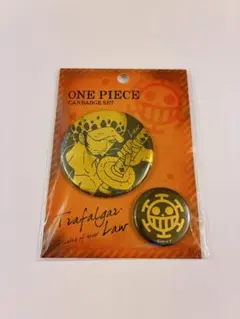 ONE PIECE
CANBADGE SET
Trafalgar
Law